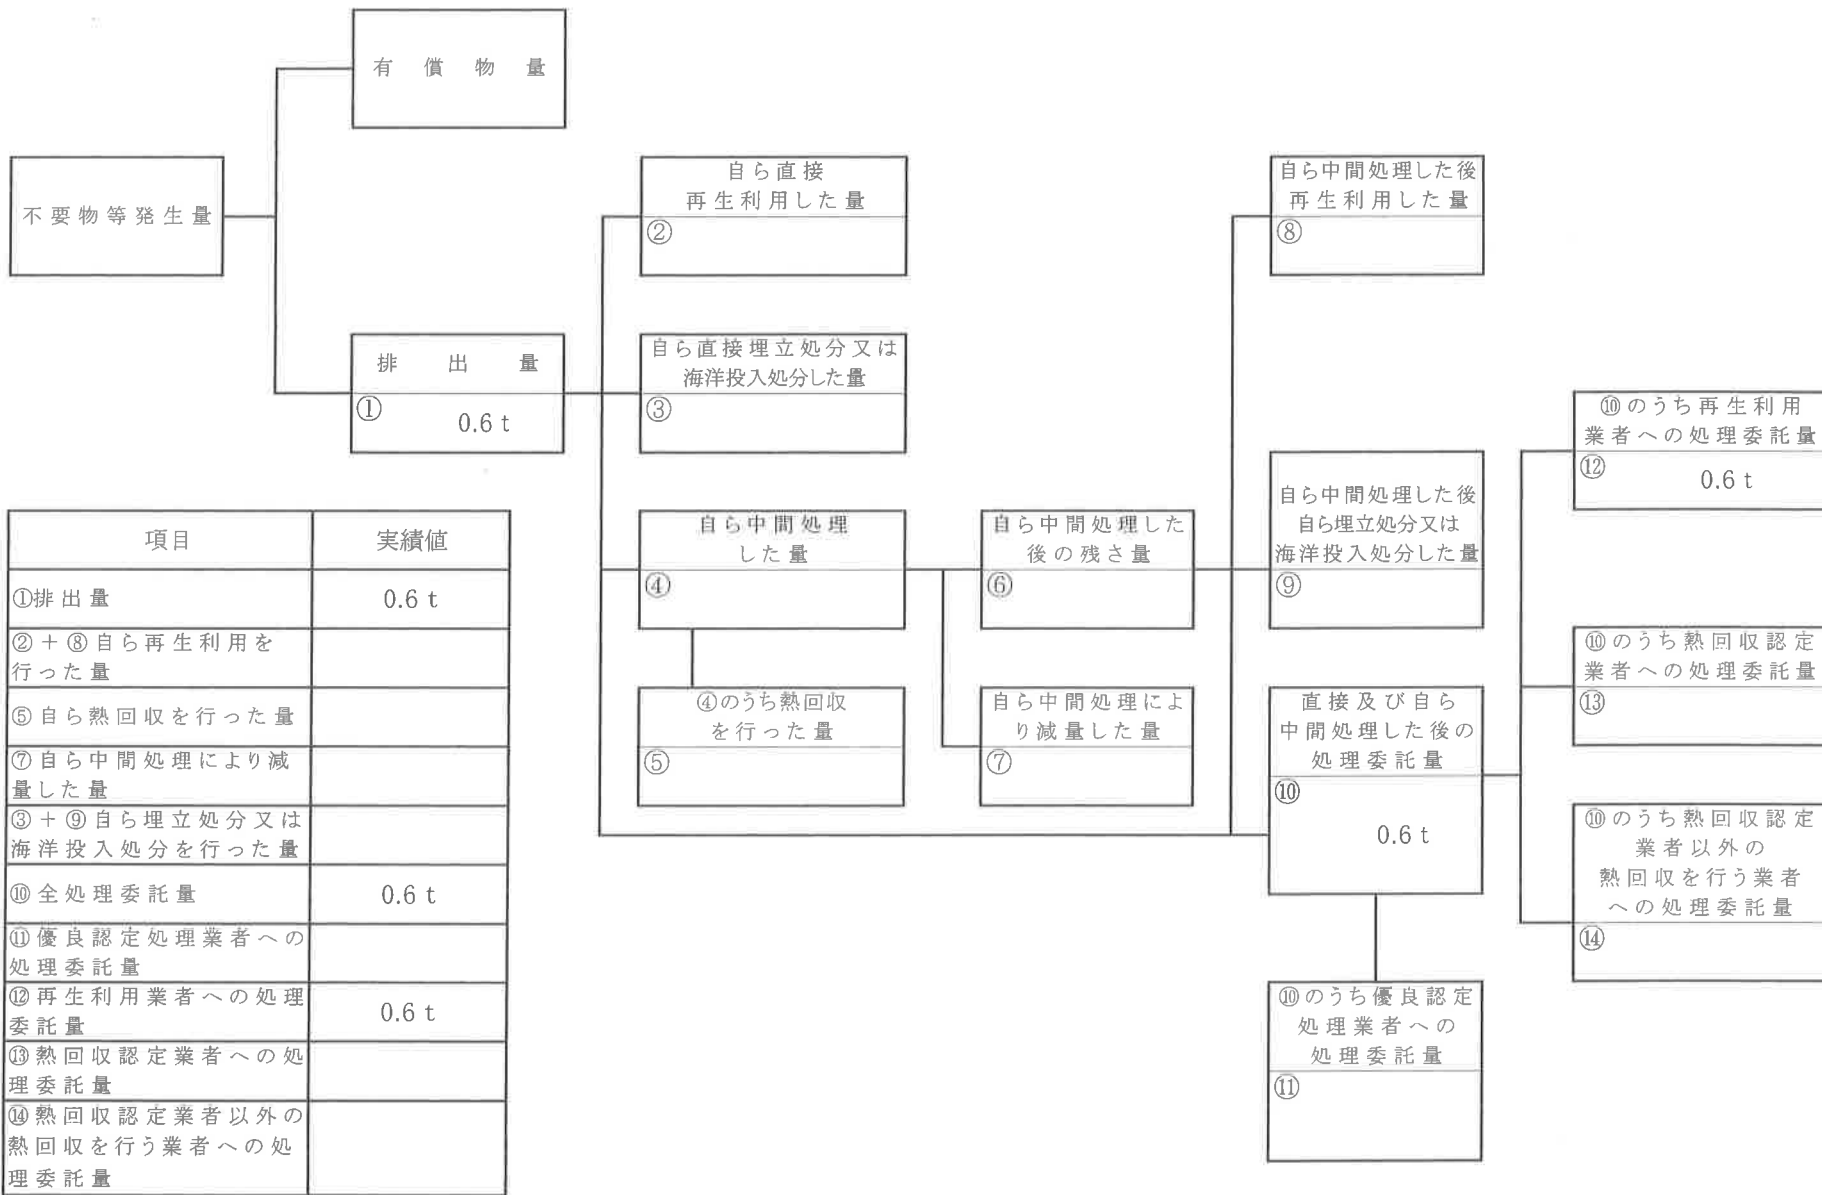 有償物量
不要物等発生量
排出量
①
0.6 t
自ら直接
再生利用した量
②
自ら直接埋立処分又は
海洋投入処分した量
③
自ら中間処理
した量
④
④のうち熱回収
を行った量
⑤
自ら中間処理した
後の残さ量
⑥
自ら中間処理によ
り減量した量
⑦
自ら中間処理した後
再生利用した量
⑧
自ら中間処理した後
自ら埋立処分又は
海洋投入処分した量
⑨
直接及び自ら
中間処理した後の
処理委託量
⑩
0.6 t
⑩のうち優良認定
処理業者への
処理委託量
⑪
⑩のうち再生利用
業者への処理委託量
⑫
0.6 t
⑩のうち熱回収認定
業者への処理委託量
⑬
⑩のうち熱回収認定
業者以外の
熱回収を行う業者
への処理委託量
⑭
項目 実績値
①排出量 0.6 t
②+⑧自ら再生利用を
行った量
⑤自ら熱回収を行った量
⑦自ら中間処理により減
量した量
③+⑨自ら埋立処分又は
海洋投入処分を行った量
⑩全処理委託量 0.6 t
⑪優良認定処理業者への
処理委託量
⑫再生利用業者への処理
委託量
0.6 t
⑬熱回収認定業者への処
理委託量
⑭熱回収認定業者以外の
熱回収を行う業者への処
理委託量